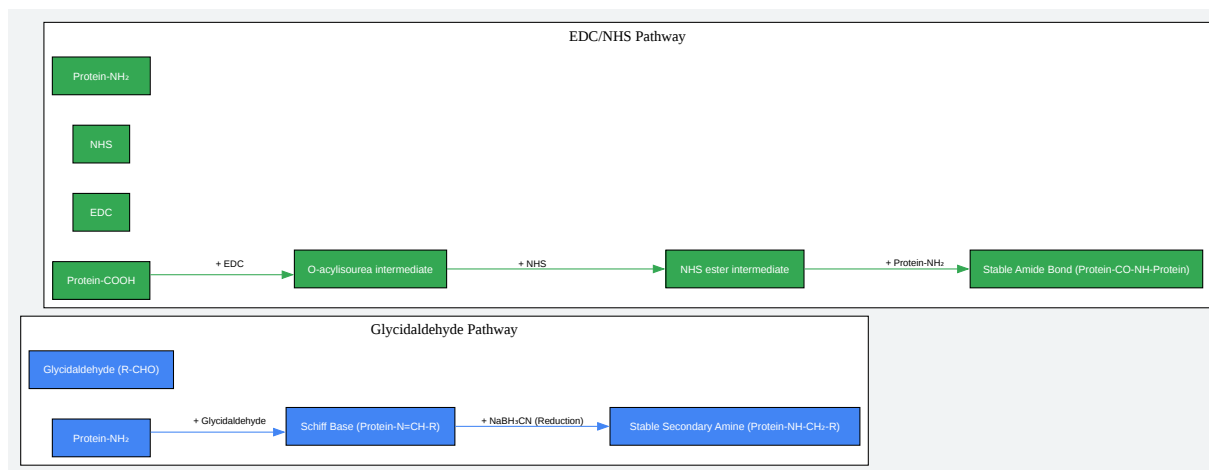 EDC/NHS Pathway
Protein-NH₂
NHS
EDC
Protein-COOH
+ EDC
O-acylisourea intermediate
+ NHS
NHS ester intermediate
+ Protein-NH₂
Stable Amide Bond (Protein-CO-NH-Protein)
Glycidaldehyde Pathway
Glycidaldehyde (R-CHO)
Protein-NH₂
+ Glycidaldehyde
Schiff Base (Protein-N=CH-R)
+ NaBH₃CN (Reduction)
Stable Secondary Amine (Protein-NH-CH₂-R)